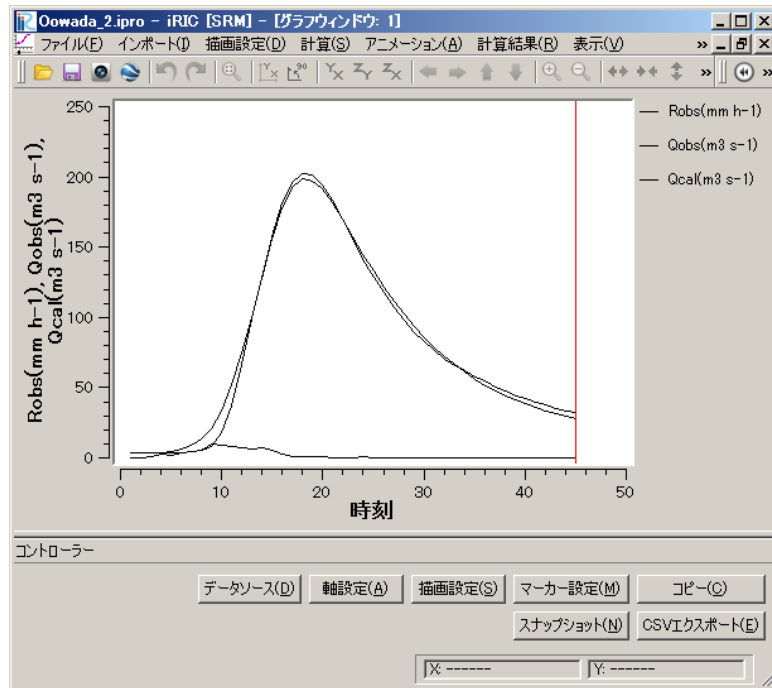 Oowada_2.ipro - iRIC [SRM] - [グラフウィンドウ: 1]
ファイル(F) インポート(I) 描画設定(D) 計算(S) アニメーション(A) 計算結果(R) 表示(V) »
»
»
250
200
150
100
50
0
Robs(mm h-1), Qobs(m3 s-1),
Qcal(m3 s-1)
Robs(mm h-1)
Qobs(m3 s-1)
Qcal(m3 s-1)
0 10 20 30 40 50
時刻
コントローラー
データソース(D) 軸設定(A) 描画設定(S) マーカー設定(M) コピー(C)
スナップショット(N) CSVエクスポート(E)
X: ------ Y: ------